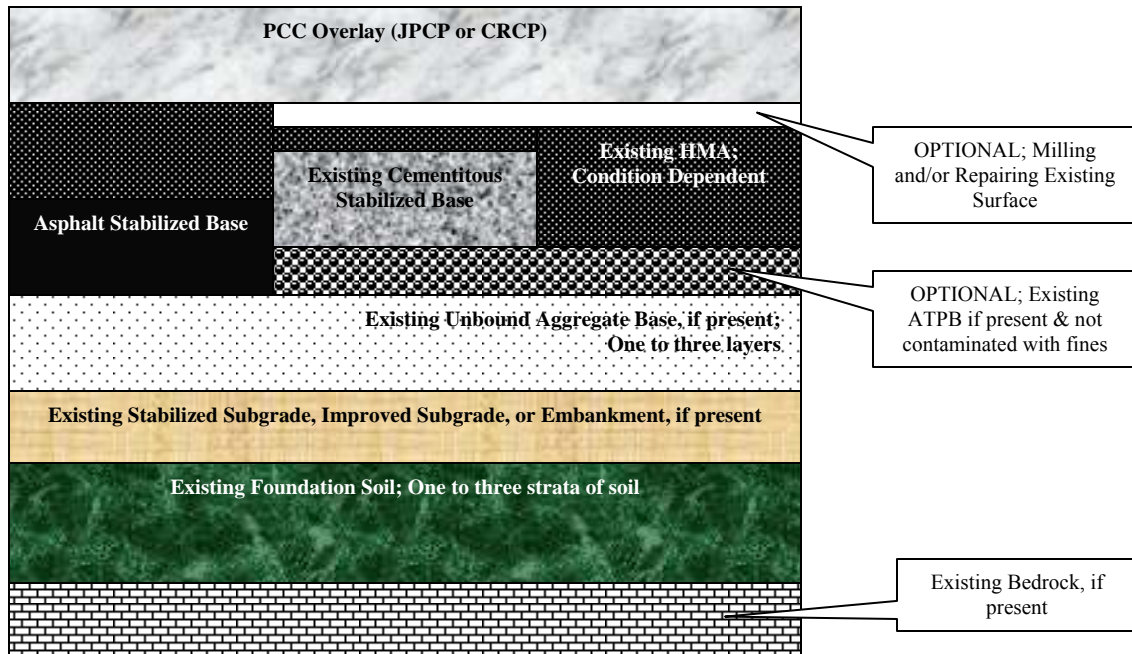 PCC Overlay (JPCP or CRCP)
OPTIONAL; Milling
and/or Repairing Existing
Surface
Existing HMA;
Condition Dependent
Existing Cementitous
Stabilized Base
Asphalt Stabilized Base
OPTIONAL; Existing
ATPB if present & not
contaminated with fines
Existing Unbound Aggregate Base, if present;
One to three layers
Existing Stabilized Subgrade, Improved Subgrade, or Embankment, if present
Existing Foundation Soil; One to three strata of soil
Existing Bedrock, if
present